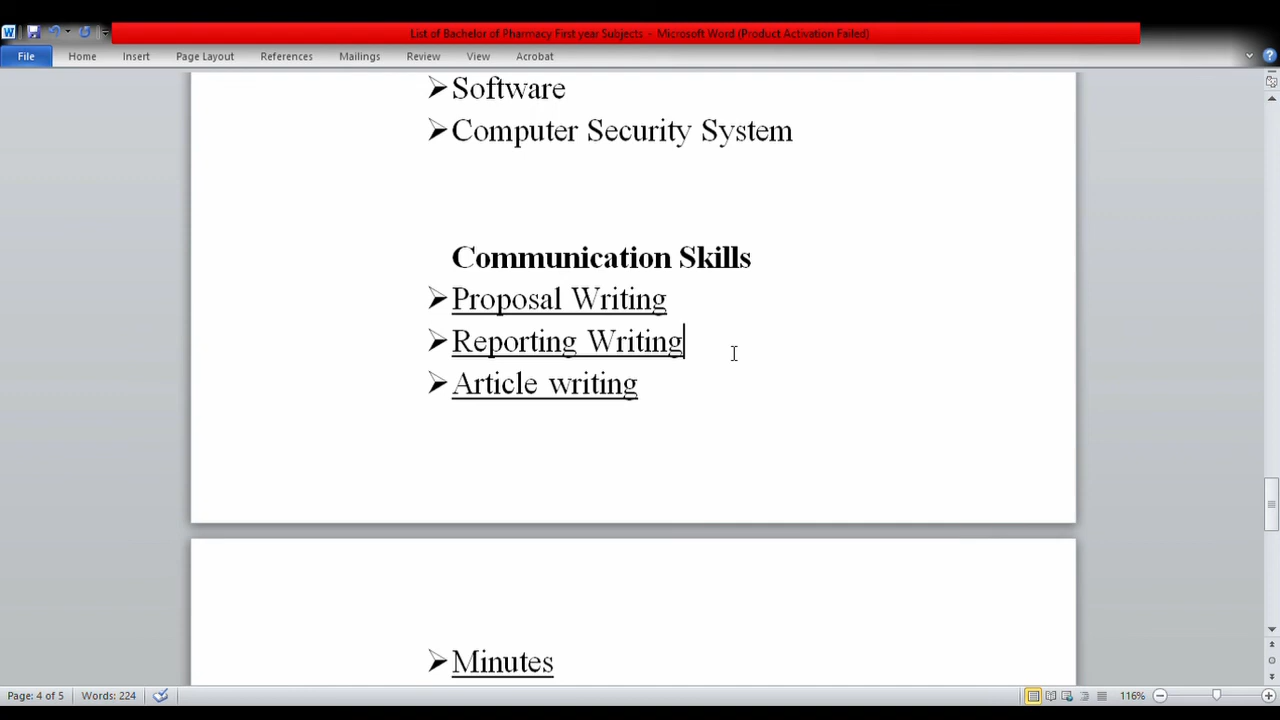 List of Bachelor of Pharmacy First year Subjects - Microsoft Word (Product Activation Failed)
File Home Insert Page Layout References Mailings Review View Acrobat
Software
Computer Security System
Communication Skills
Proposal Writing
Reporting Writing
Article writing
Minutes
Page: 4 of 5 Words: 224 116%